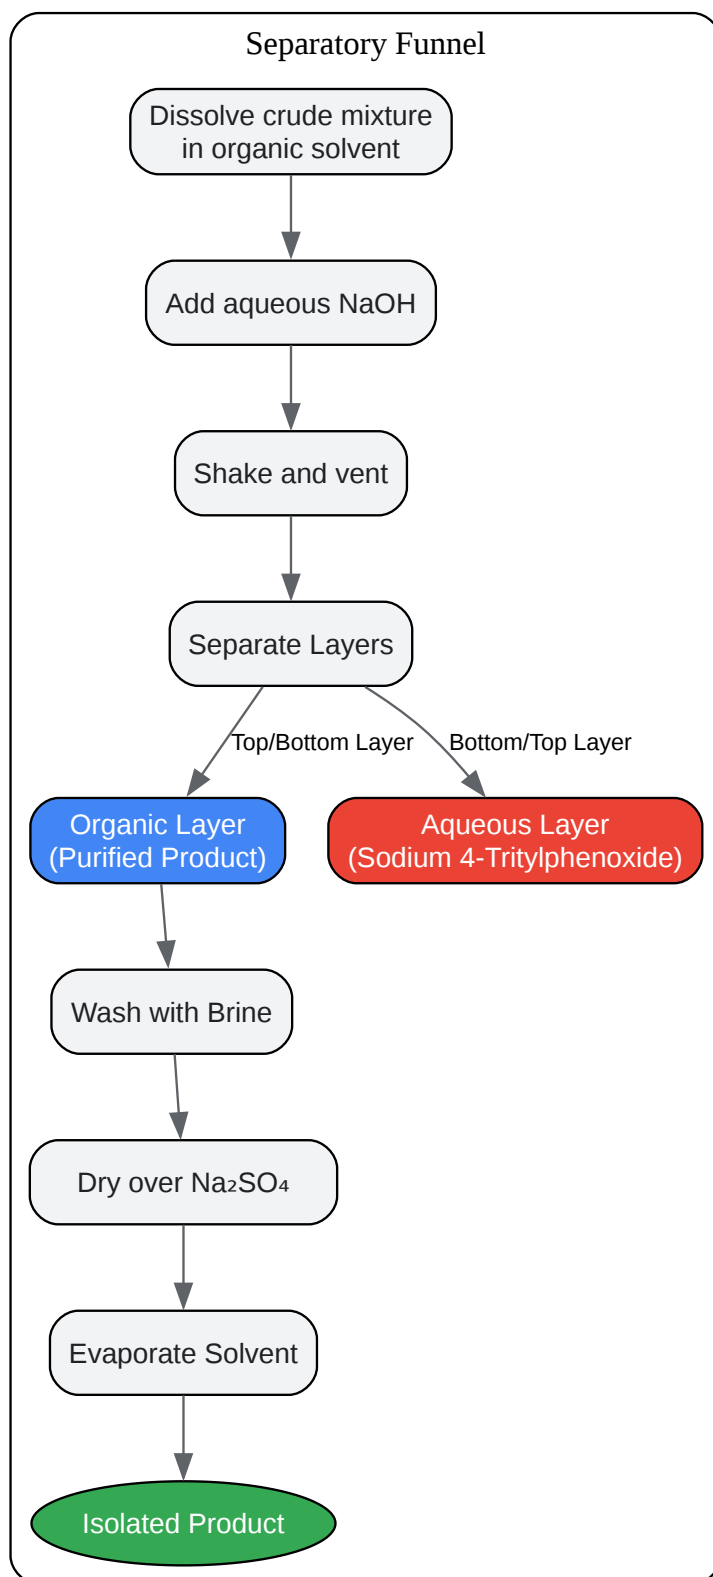 Separatory Funnel
Dissolve crude mixture
in organic solvent
Add aqueous NaOH
Shake and vent
Separate Layers
Top/Bottom Layer
Bottom/Top Layer
Organic Layer
(Purified Product)
Aqueous Layer
(Sodium 4-Tritylphenoxide)
Wash with Brine
Dry over Na₂SO₄
Evaporate Solvent
Isolated Product